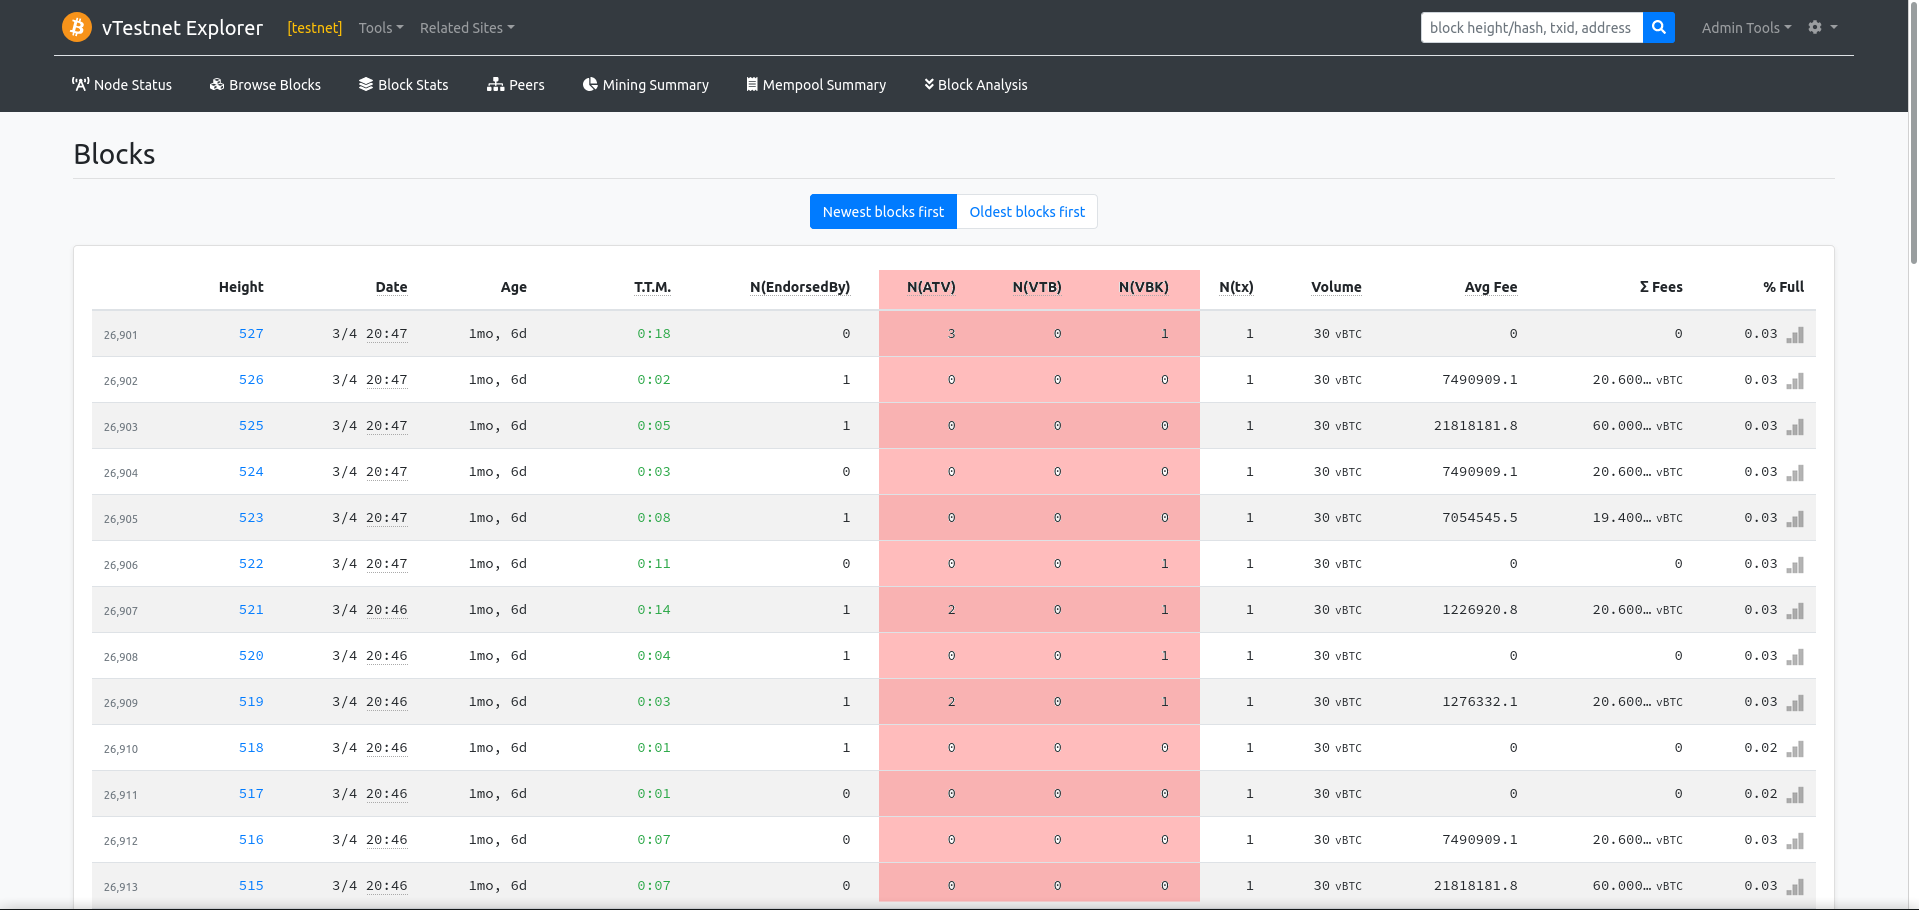 vTestnet Explorer [testnet] Tools Related Sites block height/hash, txid, address Admin Tools
Node Status Browse Blocks Block Stats Peers Mining Summary Mempool Summary Block Analysis
Blocks
Newest blocks first Oldest blocks first
Height Date Age T.T.M. N(EndorsedBy) N(ATV) N(VTB) N(VBK) N(tx) Volume Avg Fee Σ Fees % Full
26,901 527 3/4 20:47 1mo, 6d 0:18 0 3 0 1 1 30 vBTC 0 0 0.03
26,902 526 3/4 20:47 1mo, 6d 0:02 1 0 0 0 1 30 vBTC 7490909.1 20.600… vBTC 0.03
26,903 525 3/4 20:47 1mo, 6d 0:05 1 0 0 0 1 30 vBTC 21818181.8 60.000… vBTC 0.03
26,904 524 3/4 20:47 1mo, 6d 0:03 0 0 0 0 1 30 vBTC 7490909.1 20.600… vBTC 0.03
26,905 523 3/4 20:47 1mo, 6d 0:08 1 0 0 0 1 30 vBTC 7054545.5 19.400… vBTC 0.03
26,906 522 3/4 20:47 1mo, 6d 0:11 0 0 0 1 1 30 vBTC 0 0 0.03
26,907 521 3/4 20:46 1mo, 6d 0:14 1 2 0 1 1 30 vBTC 1226920.8 20.600… vBTC 0.03
26,908 520 3/4 20:46 1mo, 6d 0:04 1 0 0 1 1 30 vBTC 0 0 0.03
26,909 519 3/4 20:46 1mo, 6d 0:03 1 2 0 1 1 30 vBTC 1276332.1 20.600… vBTC 0.03
26,910 518 3/4 20:46 1mo, 6d 0:01 1 0 0 0 1 30 vBTC 0 0 0.02
26,911 517 3/4 20:46 1mo, 6d 0:01 0 0 0 0 1 30 vBTC 0 0 0.02
26,912 516 3/4 20:46 1mo, 6d 0:07 0 0 0 0 1 30 vBTC 7490909.1 20.600… vBTC 0.03
26,913 515 3/4 20:46 1mo, 6d 0:07 0 0 0 0 1 30 vBTC 21818181.8 60.000… vBTC 0.03